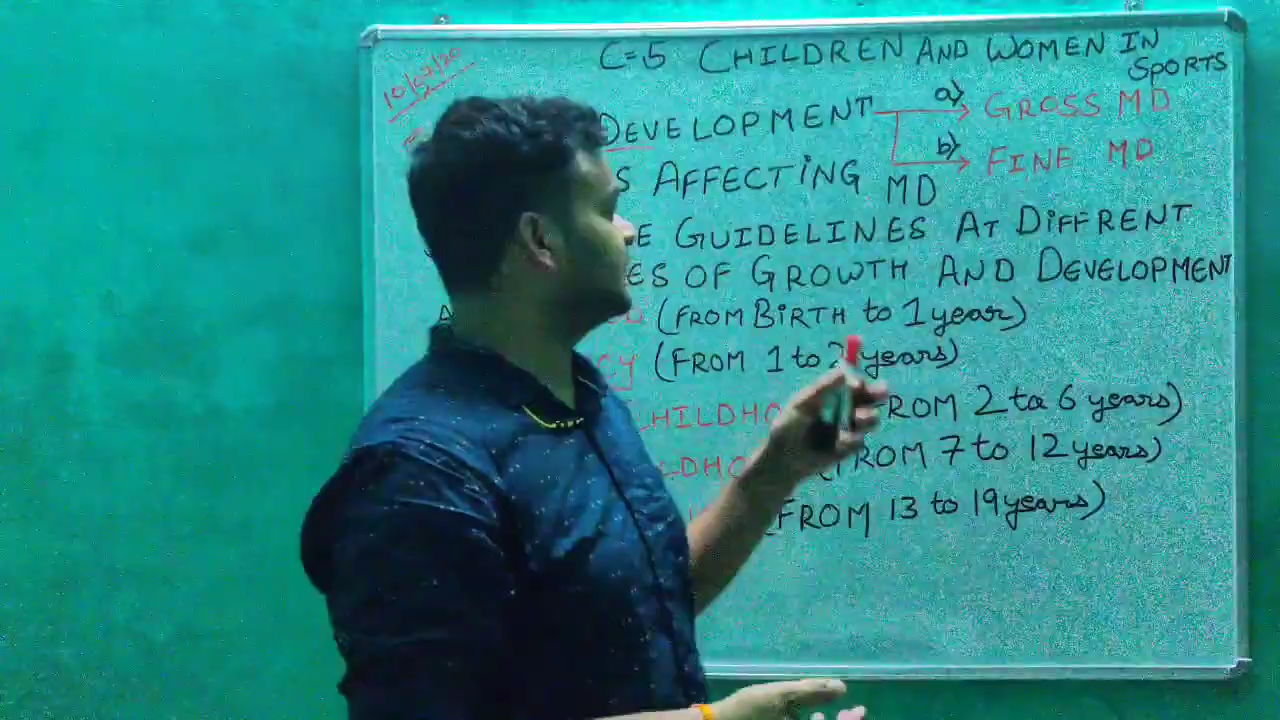 C=5 CHILDREN AND WOMEN IN SPORTS
10/07/20
DEVELOPMENT a) GROSS MD
b) FINE MD
S AFFECTING MD
E GUIDELINES AT DIFFRENT
ES OF GROWTH AND DEVELOPMENT
(FROM BIRTH to 1 year)
CY (FROM 1 to 2 years)
CHILDHO FROM 2 to 6 years)
LDHO (FROM 7 to 12 years)
(FROM 13 to 19 years)